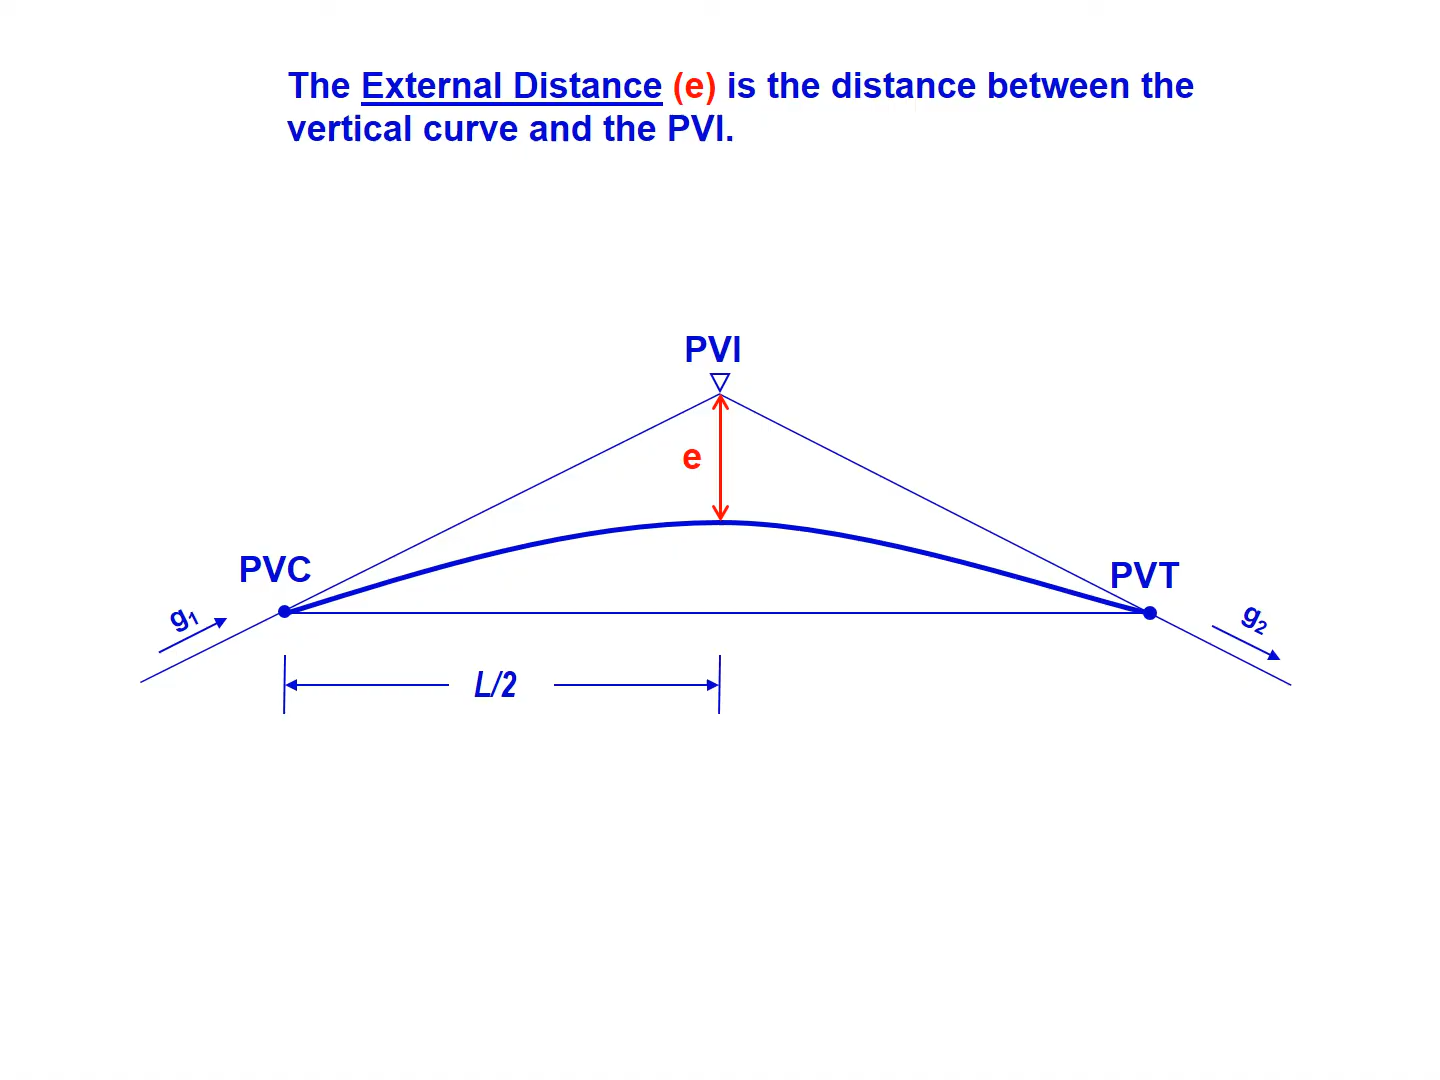 The External Distance (e) is the distance between the
vertical curve and the PVI.
PVI
e
PVC
PVT
g₁
g₂
L/2